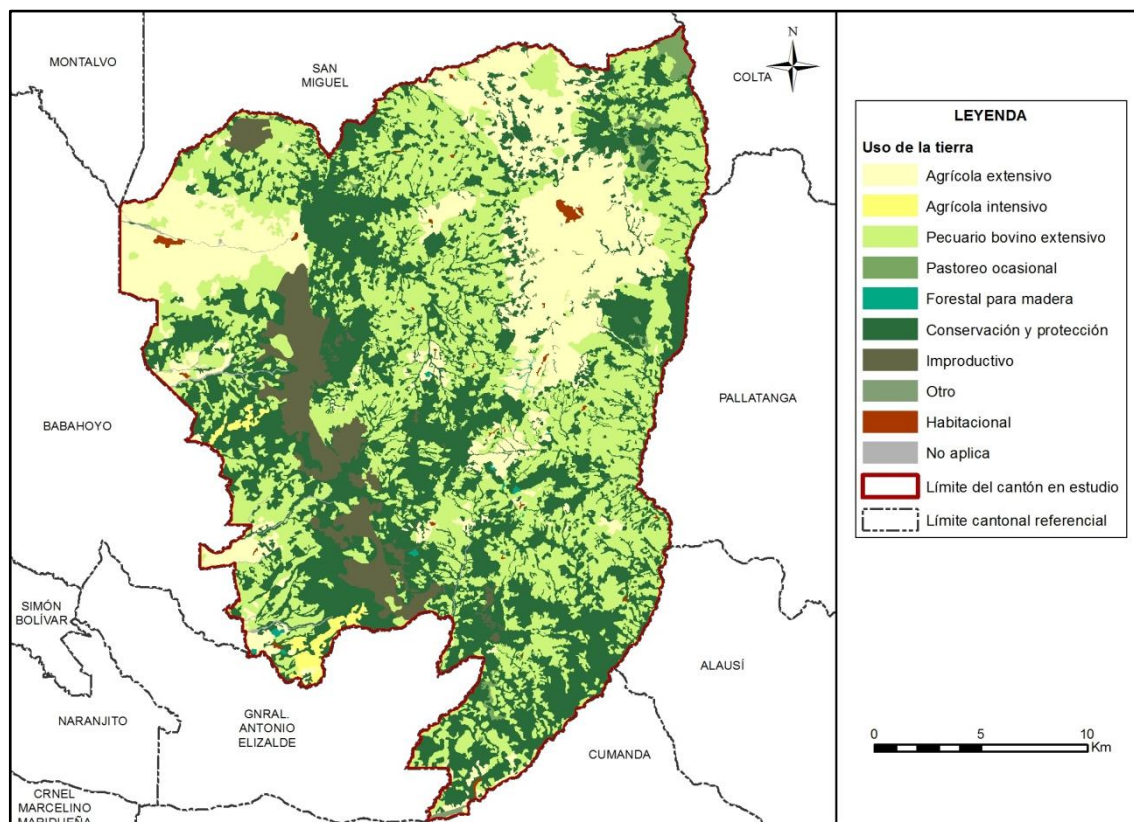 MONTALVO
SAN
MIGUEL
N
COLTA
BABAHOYO
PALLATANGA
SIMÓN
BOLÍVAR
ALAUSÍ
NARANJITO
GNRAL.
ANTONIO
ELIZALDE
CUMANDA
CRNEL
MARCELINO
MARIDUEÑA
LEYENDA
Uso de la tierra
Agrícola extensivo
Agrícola intensivo
Pecuario bovino extensivo
Pastoreo ocasional
Forestal para madera
Conservación y protección
Improductivo
Otro
Habitacional
No aplica
Límite del cantón en estudio
Límite cantonal referencial
0 5 10
Km